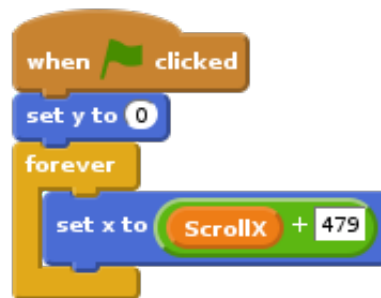 when clicked
set y to 0
forever
set x to ScrollX + 479